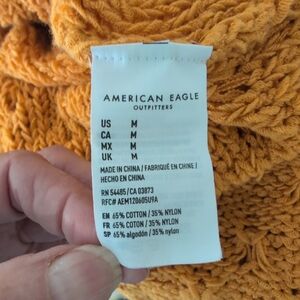 AMERICAN EAGLE
OUTFITTERS
US M
CA M
MX M
UK M
MADE IN CHINA / FABRIQUÉ EN CHINE /
HECHO EN CHINA
RN 54485/CA 03873
RFC# AEM120605U9A
EN 65% COTTON / 35% NYLON
FR 65% COTON / 35% NYLON
SP 65% algodón / 35% nylon